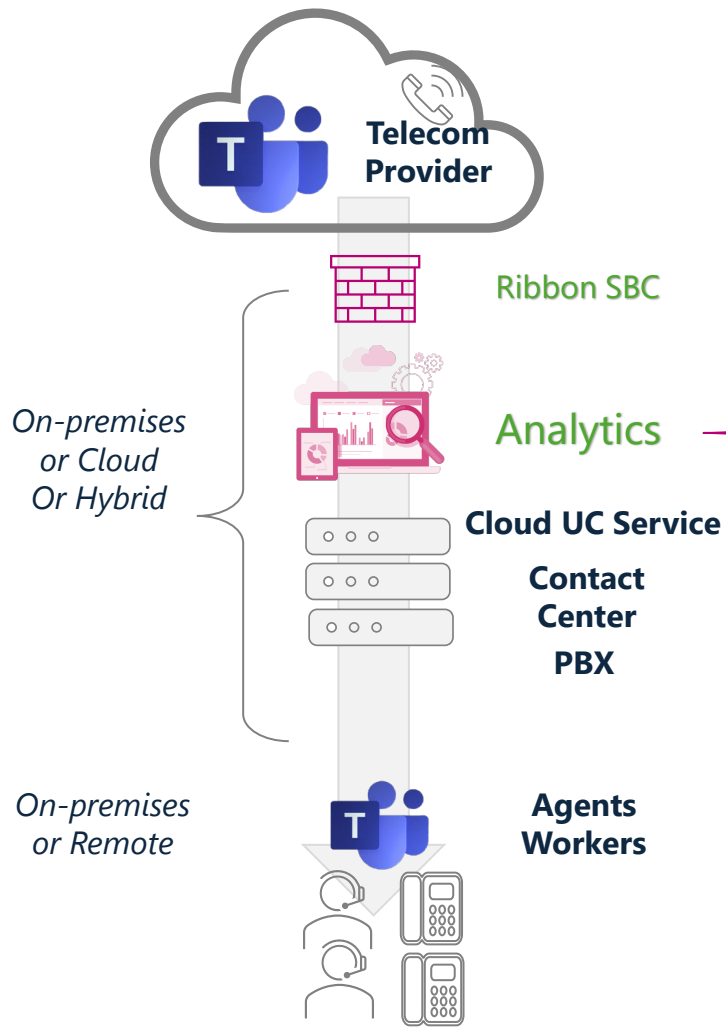 T
Telecom
Provider
Ribbon SBC
On-premises
or Cloud
Or Hybrid
Analytics
Cloud UC Service
Contact
Center
PBX
On-premises
or Remote
T
Agents
Workers